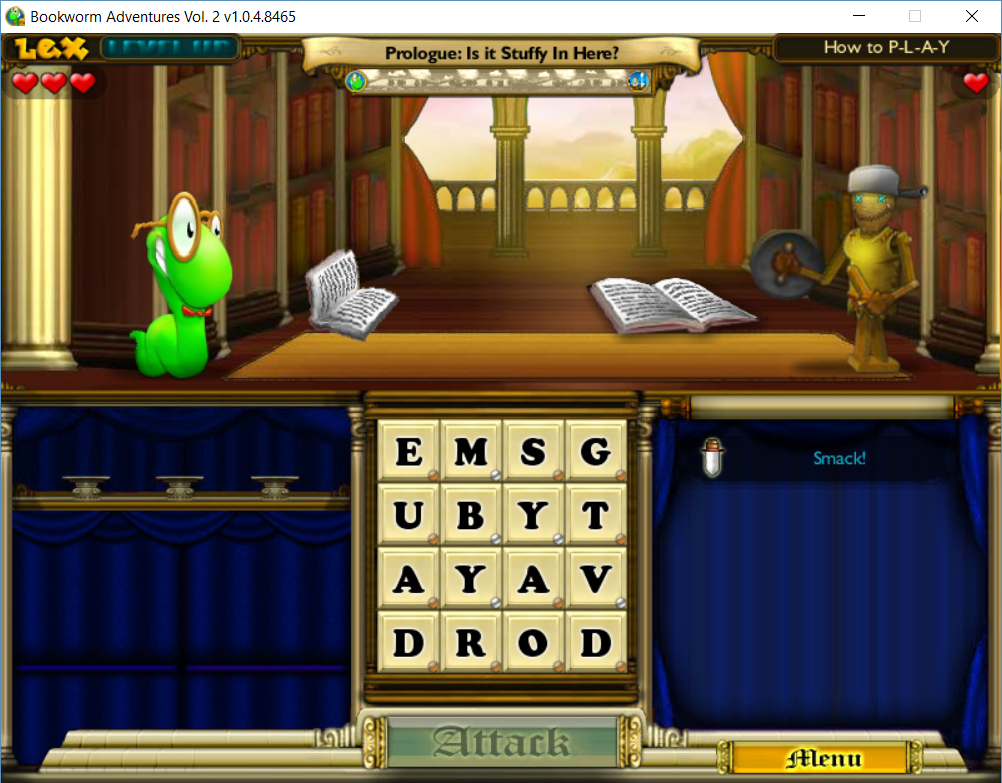 Bookworm Adventures Vol. 2 v1.0.4.8465
LEX LEVEL UP
Prologue: Is it Stuffy In Here?
How to P-L-A-Y
E M S G
U B Y T
A Y A V
D R O D
Smack!
Attack
Menu